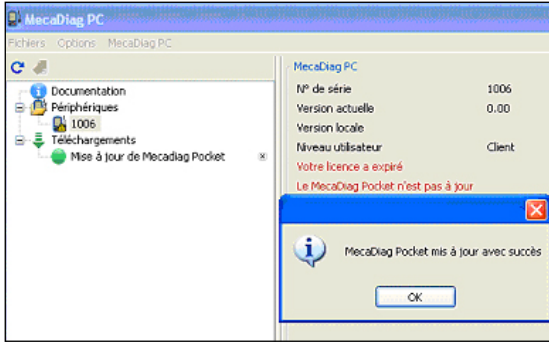 MecaDiag PC
Fichiers Options MecaDiag PC
Documentation
Périphériques
1006
Téléchargements
Mise à jour de Mecadiag Pocket
MecaDiag PC
N° de série 1006
Version actuelle 0.00
Version locale
Niveau utilisateur Client
Votre licence a expiré
Le MecaDiag Pocket n'est pas à jour
MecaDiag Pocket mis à jour avec succès
OK